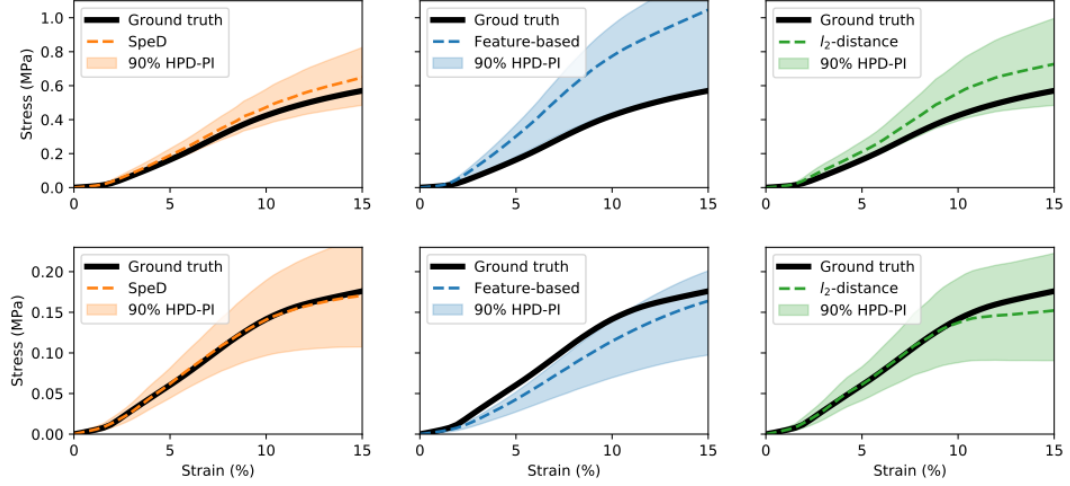 Stress (MPa)
1.0
0.8
0.6
0.4
0.2
0.0
Ground truth
SpeD
90% HPD-PI
0
5
10
15
Groud truth
Feature-based
90% HPD-PI
0
5
10
15
Ground truth
l₂-distance
90% HPD-PI
0
5
10
15
Stress (MPa)
0.20
0.15
0.10
0.05
0.00
Ground truth
SpeD
90% HPD-PI
0
5
10
15
Strain (%)
Ground truth
Feature-based
90% HPD-PI
0
5
10
15
Strain (%)
Ground truth
l₂-distance
90% HPD-PI
0
5
10
15
Strain (%)